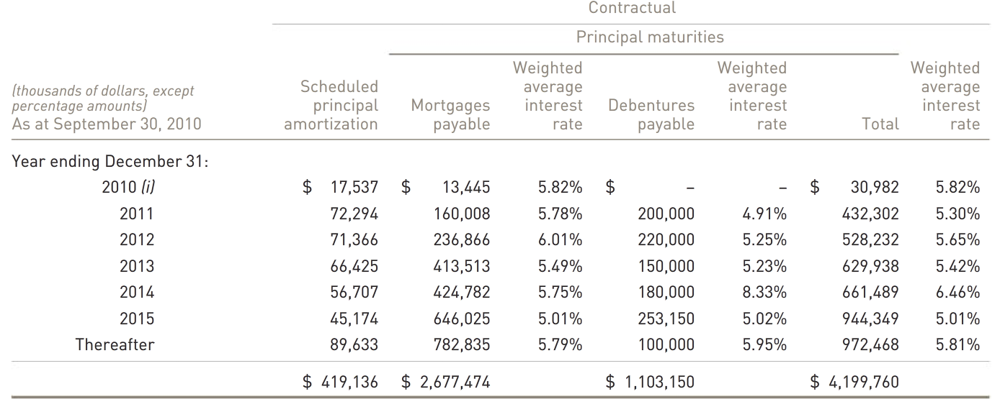 Contractual
Principal maturities
(thousands of dollars, except percentage amounts) As at September 30, 2010 | Scheduled principal amortization | Mortgages payable | Weighted average interest rate | Debentures payable | Weighted average interest rate | Total | Weighted average interest rate
Year ending December 31:
2010 (i) $ 17,537 $ 13,445 5.82% $ – – $ 30,982 5.82%
2011 72,294 160,008 5.78% 200,000 4.91% 432,302 5.30%
2012 71,366 236,866 6.01% 220,000 5.25% 528,232 5.65%
2013 66,425 413,513 5.49% 150,000 5.23% 629,938 5.42%
2014 56,707 424,782 5.75% 180,000 8.33% 661,489 6.46%
2015 45,174 646,025 5.01% 253,150 5.02% 944,349 5.01%
Thereafter 89,633 782,835 5.79% 100,000 5.95% 972,468 5.81%
$ 419,136 $ 2,677,474 $ 1,103,150 $ 4,199,760